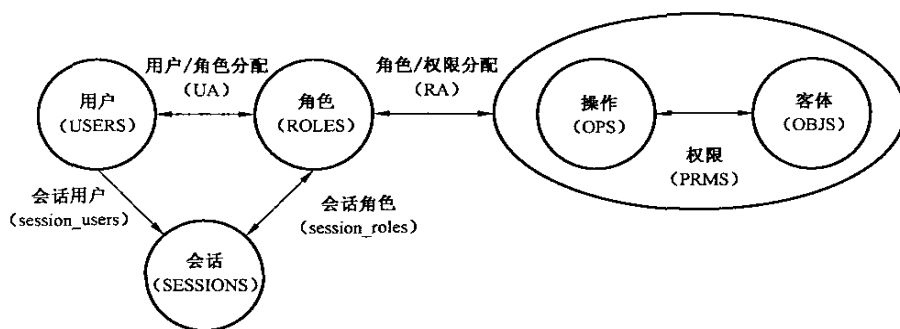 用户/角色分配
(UA)
角色/权限分配
(RA)
用户
(USERS)
角色
(ROLES)
操作
(OPS)
客体
(OBJS)
权限
(PRMS)
会话用户
(session_users)
会话角色
(session_roles)
会话
(SESSIONS)